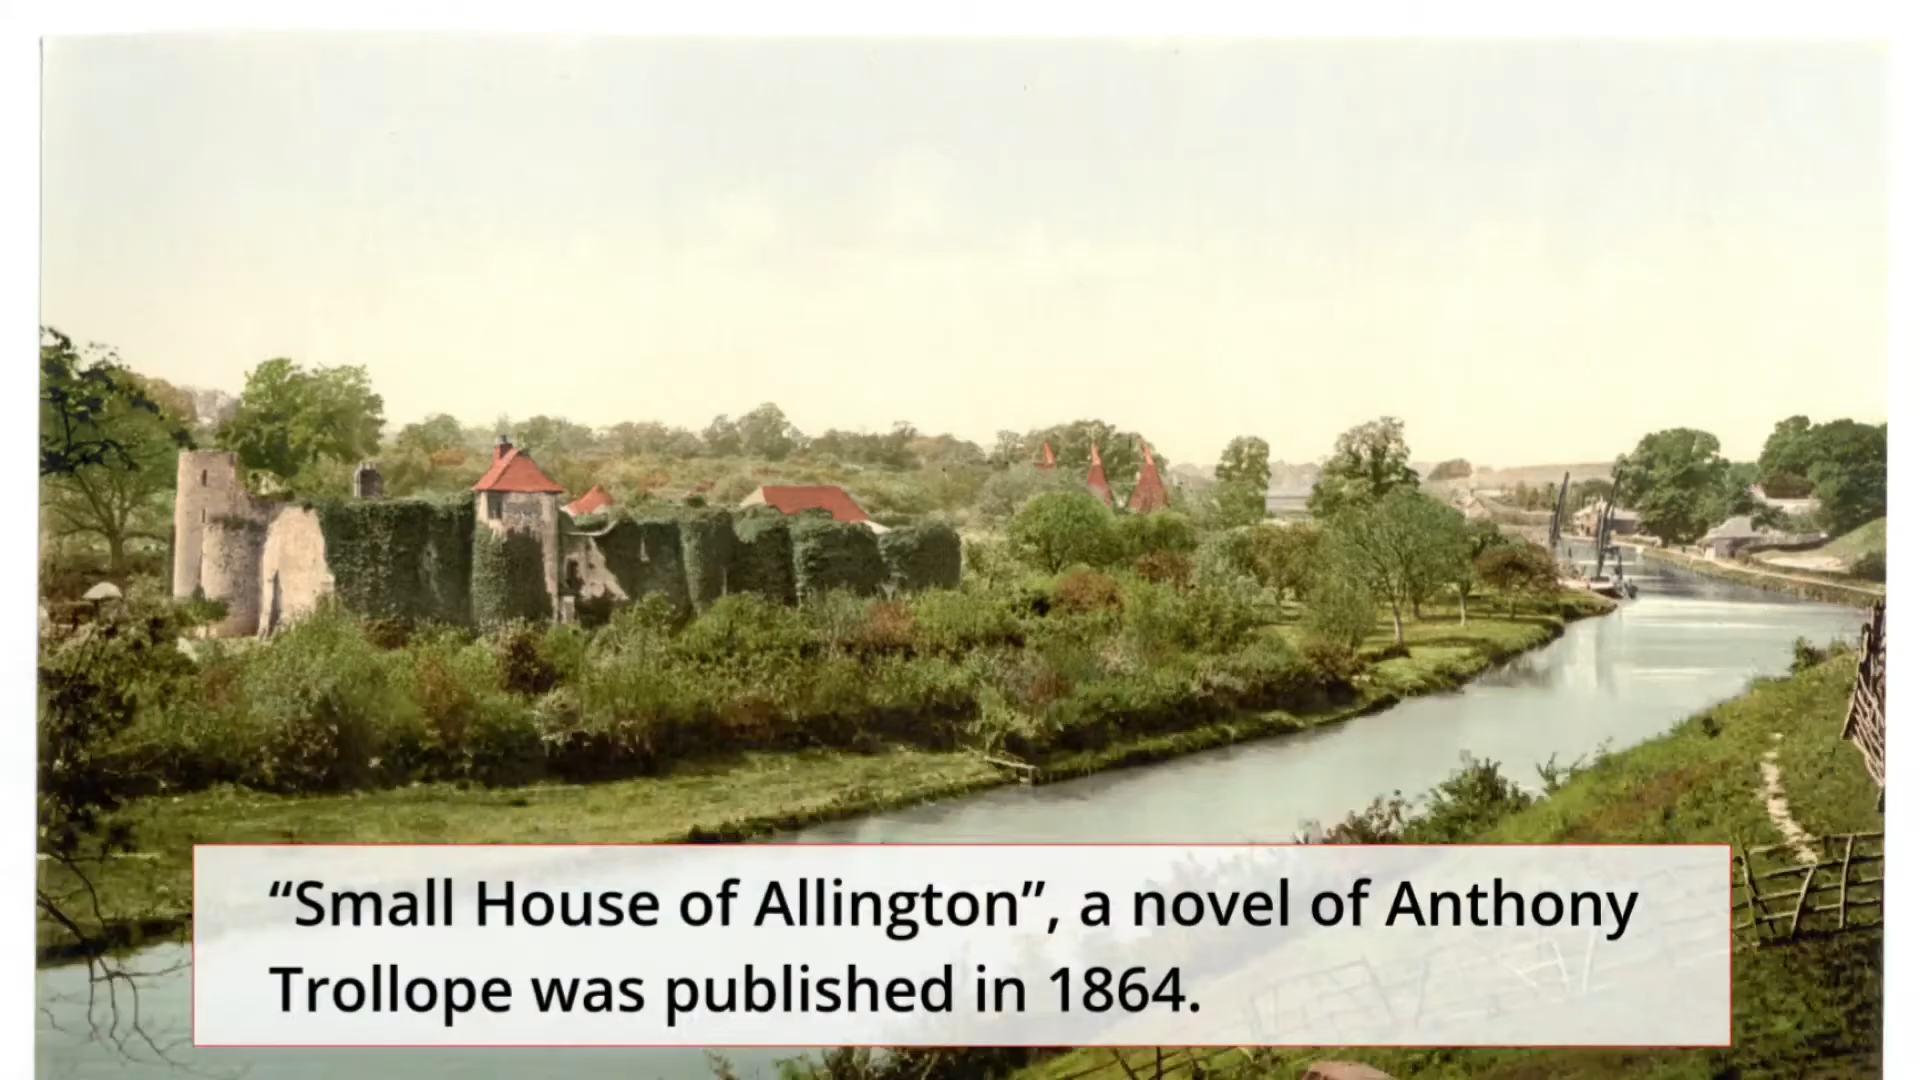 “Small House of Allington”, a novel of Anthony
Trollope was published in 1864.